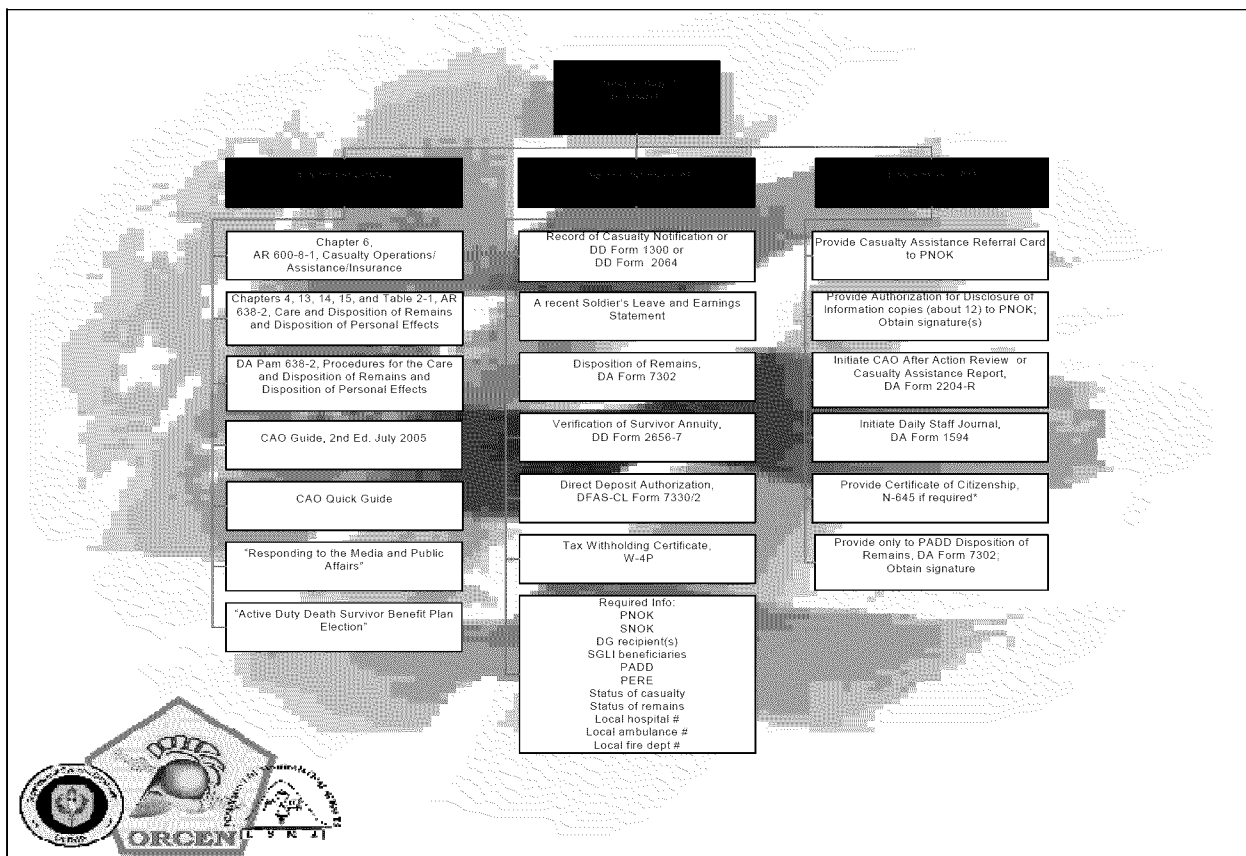 Chapter 6,
AR 600-8-1, Casualty Operations/
Assistance/Insurance
Chapters 4, 13, 14, 15, and Table 2-1, AR
638-2, Care and Disposition of Remains
and Disposition of Personal Effects
DA Pam 638-2, Procedures for the Care
and Disposition of Remains and
Disposition of Personal Effects
CAO Guide, 2nd Ed. July 2005
CAO Quick Guide
"Responding to the Media and Public
Affairs"
"Active Duty Death Survivor Benefit Plan
Election"
Record of Casualty Notification or
DD Form 1300 or
DD Form 2064
A recent Soldier's Leave and Earnings
Statement
Disposition of Remains,
DA Form 7302
Verification of Survivor Annuity,
DD Form 2656-7
Direct Deposit Authorization,
DFAS-CL Form 7330/2
Tax Withholding Certificate,
W-4P
Required Info:
PNOK
SNOK
DG recipient(s)
SGLI beneficiaries
PADD
PERE
Status of casualty
Status of remains
Local hospital #
Local ambulance #
Local fire dept #
Provide Casualty Assistance Referral Card
to PNOK
Provide Authorization for Disclosure of
Information copies (about 12) to PNOK;
Obtain signature(s)
Initiate CAO After Action Review or
Casualty Assistance Report,
DA Form 2204-R
Initiate Daily Staff Journal,
DA Form 1594
Provide Certificate of Citizenship,
N-645 if required*
Provide only to PADD Disposition of
Remains, DA Form 7302;
Obtain signature
ORCEN